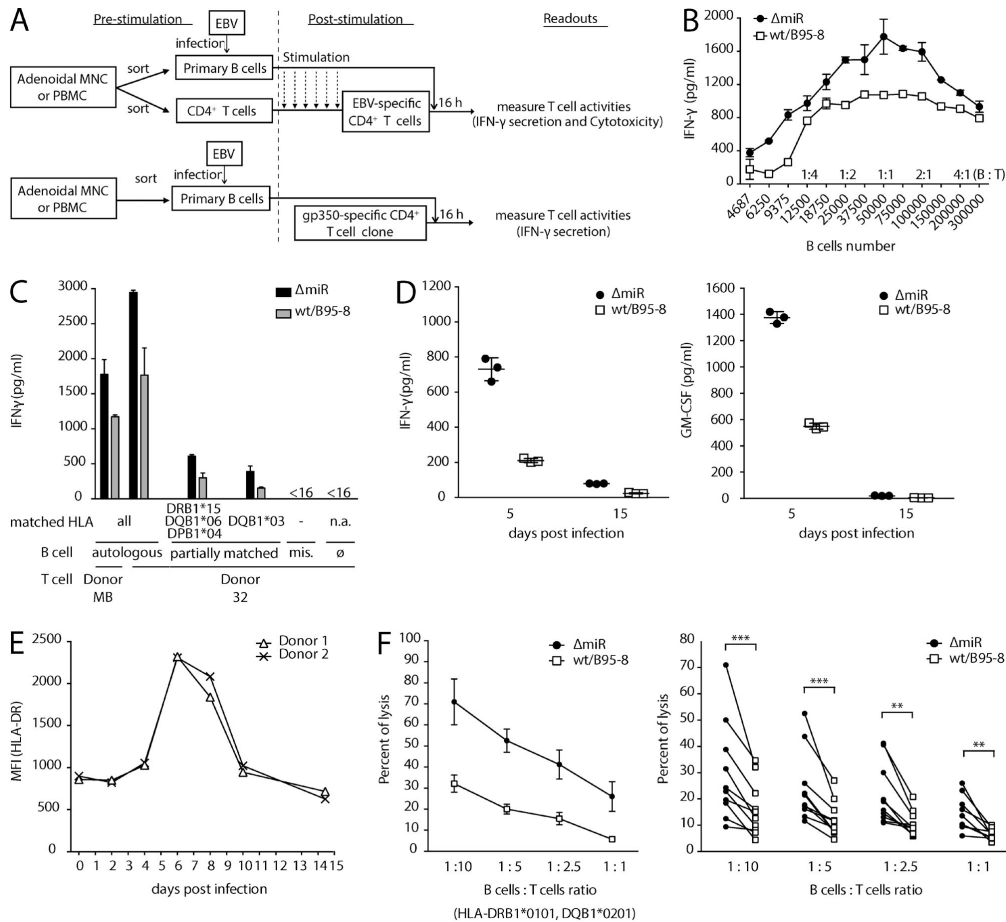 A
Pre-stimulation
Post-stimulation
Readouts
EBV
infection
Adenoidal MNC
or PBMC
sort
sort
Primary B cells
Stimulation
CD4+ T cells
EBV-specific
CD4+ T cells
16 h
measure T cell activities
(IFN-γ secretion and Cytotoxicity)
EBV
infection
Adenoidal MNC
or PBMC
sort
Primary B cells
gp350-specific CD4+
T cell clone
16 h
measure T cell activities
(IFN-γ secretion)
B
ΔmiR
wt/B95-8
IFN-γ (pg/ml)
2000
1600
1200
800
400
0
1:4 1:2 1:1 2:1 4:1 (B : T)
4687 6250 9375 12500 18750 25000 37500 50000 75000 100000 150000 200000 300000
B cells number
C
ΔmiR
wt/B95-8
IFNγ(pg/ml)
3000
2500
1500
1000
500
0
<16 <16
matched HLA all DRB1*15 DQB1*03 - n.a.
DQB1*06
DPB1*04
B cell autologous partially matched mis. ø
T cell Donor Donor
MB 32
D
ΔmiR
wt/B95-8
IFN-γ (pg/ml)
1200
1000
800
600
400
200
0
5 15
days post infection
ΔmiR
wt/B95-8
GM-CSF (pg/ml)
1600
1400
1200
1000
800
600
400
200
0
5 15
days post infection
E
Donor 1
Donor 2
MFI (HLA-DR)
2500
2000
1500
1000
500
0
0 1 2 3 4 5 6 7 8 9 10 11 12 13 14 15
days post infection
F
ΔmiR
wt/B95-8
Percent of lysis
100
90
80
70
60
50
40
30
20
10
0
1 : 10 1 : 5 1 : 2.5 1 : 1
B cells : T cells ratio
(HLA-DRB1*0101, DQB1*0201)
ΔmiR
wt/B95-8
Percent of lysis
80
70
60
50
40
30
20
10
0
*** *** ** **
1 : 10 1 : 5 1 : 2.5 1 : 1
B cells : T cells ratio